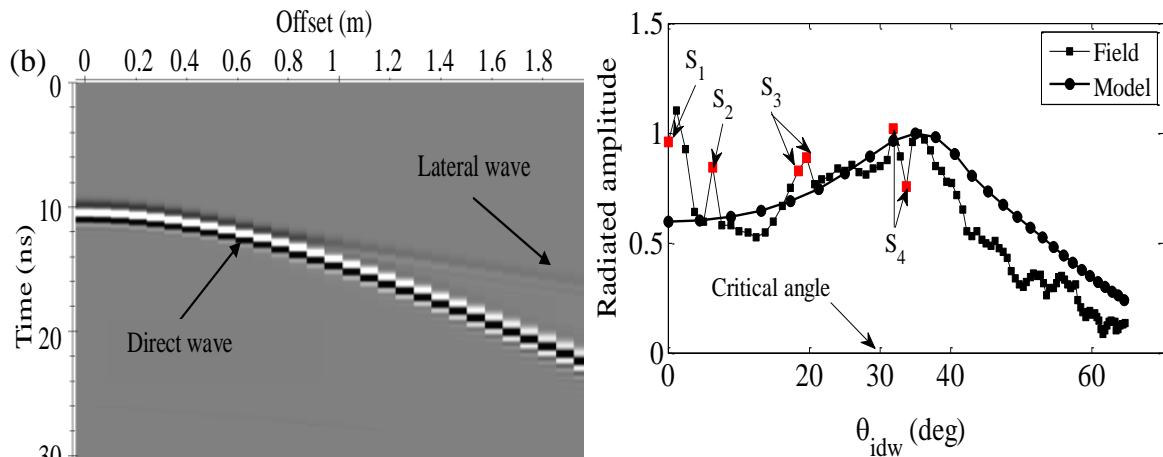 Offset (m)
(b)
0 0.2 0.4 0.6 0.8 1 1.2 1.4 1.6 1.8
0
10
20
30
Time (ns)
Lateral wave
Direct wave
1.5
1
0.5
0
Radiated amplitude
S1
S2
S3
S4
Field
Model
Critical angle
0 20 30 40 60
θidw (deg)